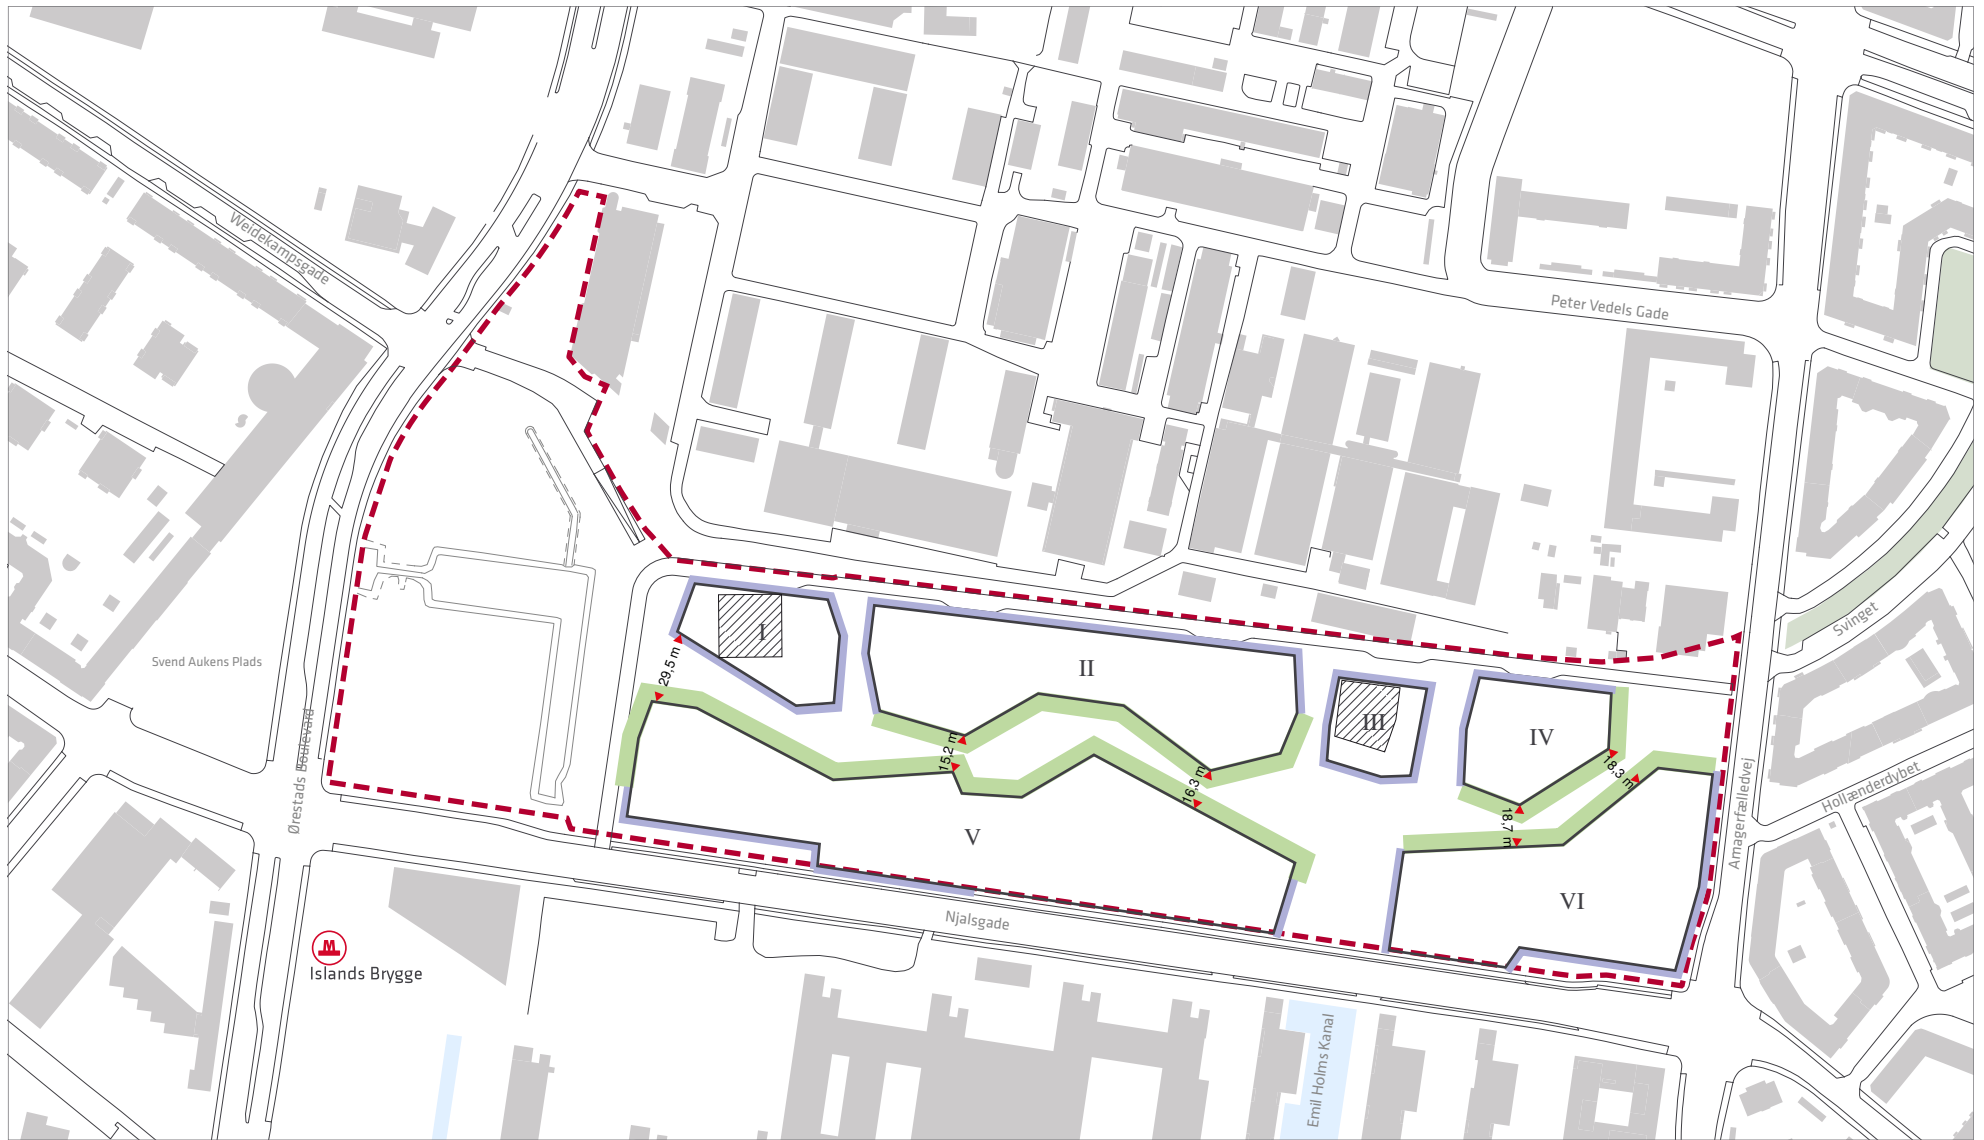 Weidekampsgade
Peter Vedels Gade
Svinget
Svend Aukens Plads
Ørestads Boulevard
I
II
III
IV
V
VI
29,5 m
15,2 m
16,3 m
18,3 m
18,7 m
Amagerfælledvej
Hollænderdybet
Njalsgade
M
Islands Brygge
Emil Holms Kanal